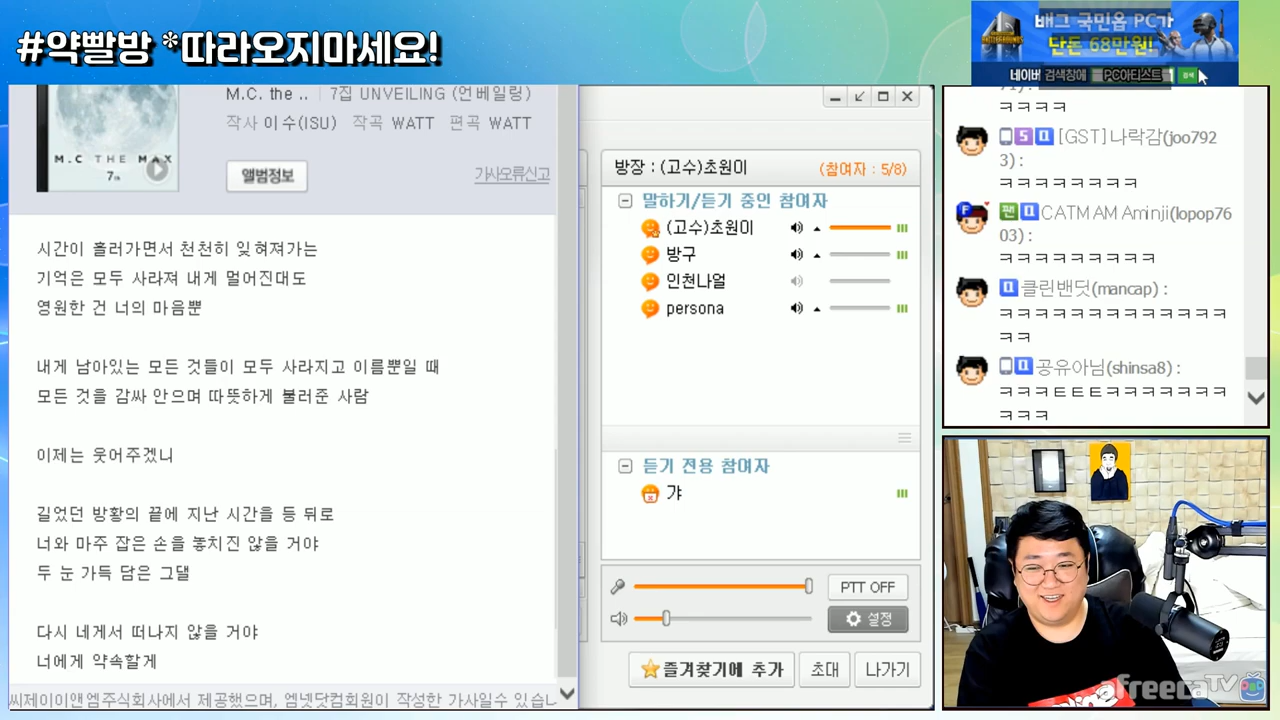 #약빨방 *따라오지마세요!
배그 국민옵 PC가
단돈 68만원!
네이버 검색창에 PC아티스트 검색
M.C. the 7집 UNVEILING (언베일링)
작사 이수(ISU) 작곡 WATT 편곡 WATT
M.C THE MAX
7th
앨범정보
가사오류신고
시간이 흘러가면서 천천히 잊혀져가는
기억은 모두 사라져 내게 멀어진대도
영원한 건 너의 마음뿐
내게 남아있는 모든 것들이 모두 사라지고 이름뿐일 때
모든 것을 감싸 안으며 따뜻하게 불러준 사람
이제는 웃어주겠니
길었던 방황의 끝에 지난 시간을 등 뒤로
너와 마주 잡은 손을 놓치진 않을 거야
두 눈 가득 담은 그댈
다시 네게서 떠나지 않을 거야
너에게 약속할게
씨제이이앤엠주식회사에서 제공했으며, 엠넷닷컴회원이 작성한
방장 : (고수)초원이 (참여자 : 5/8)
말하기/듣기 중인 참여자
(고수)초원이
방구
인천나얼
persona
듣기 전용 참여자
갸
PTT OFF
설정
즐겨찾기에 추가 초대 나가기
71) :
ㅋㅋㅋㅋ
5 [GST]나락감(joo792
3) :
ㅋㅋㅋㅋㅋㅋㅋㅋ
F 팬 CATMAM Aminji(lopop76
03) :
ㅋㅋㅋㅋㅋㅋㅋㅋㅋ
클린밴딧(mancap) :
ㅋㅋㅋㅋㅋㅋㅋㅋㅋㅋㅋㅋㅋ
ㅋㅋ
공유아님(shinsa8) :
ㅋㅋㅋㅌㅌㅌㅋㅋㅋㅋㅋㅋㅋ
ㅋㅋㅋ
afreecaTV